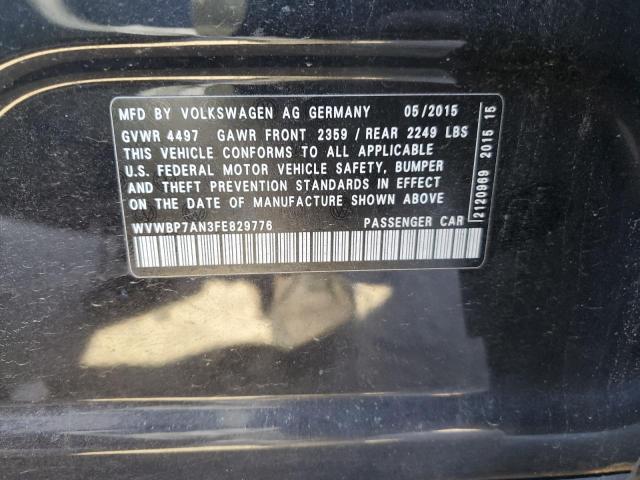 MFD BY VOLKSWAGEN AG GERMANY 05/2015
GVWR 4497 GAWR FRONT 2359 / REAR 2249 LBS
THIS VEHICLE CONFORMS TO ALL APPLICABLE
U.S. FEDERAL MOTOR VEHICLE SAFETY, BUMPER
AND THEFT PREVENTION STANDARDS IN EFFECT
ON THE DATE OF MANUFACTURE SHOWN ABOVE
WVWBP7AN3FE829776 PASSENGER CAR
2120969 2015 15